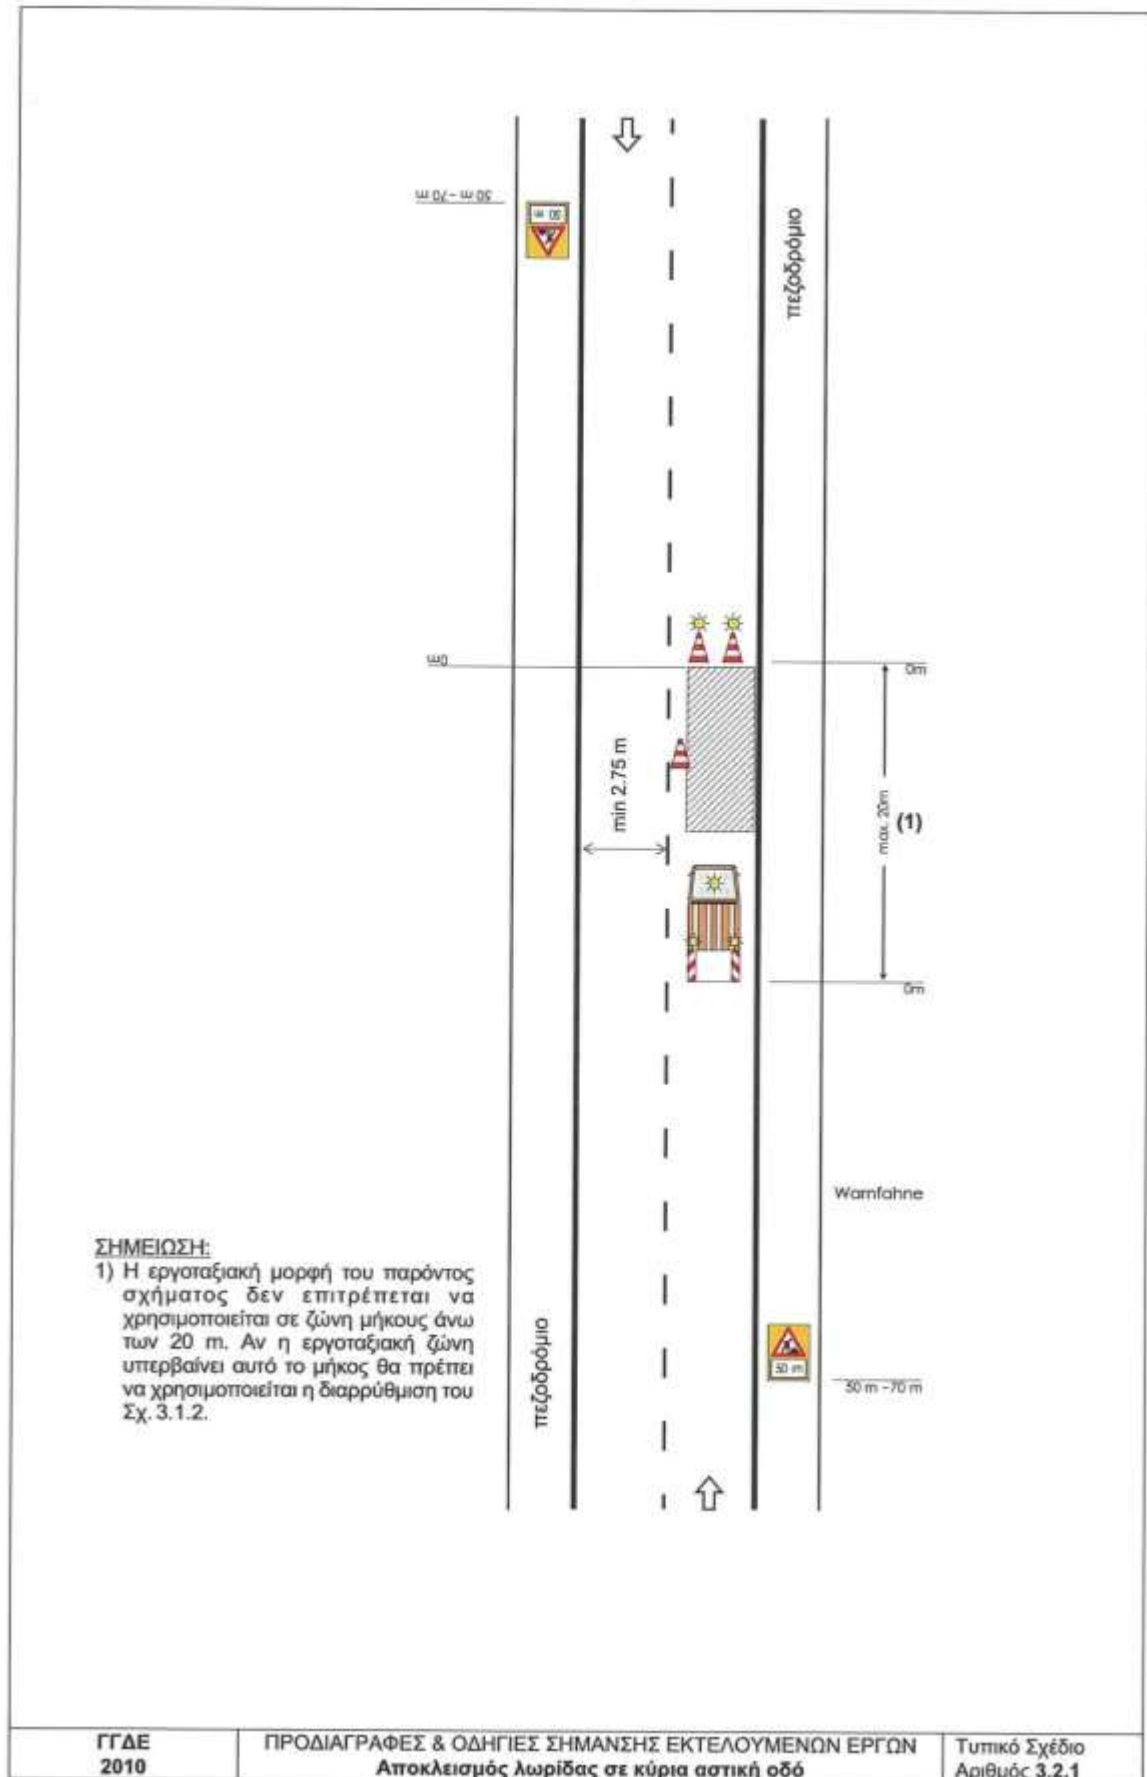 50 m -70 m
50 m
πεζοδρόμιο
0m
0m
min 2.75 m
max. 20m
(1)
0m
Warnfahne
ΣΗΜΕΙΩΣΗ:
1) Η εργοταξιακή μορφή του παρόντος
σχήματος δεν επιτρέπεται να
χρησιμοποιείται σε ζώνη μήκους άνω
των 20 m. Αν η εργοταξιακή ζώνη
υπερβαίνει αυτό το μήκος θα πρέπει
να χρησιμοποιείται η διαρρύθμιση του
Σχ. 3.1.2.
πεζοδρόμιο
50 m
50 m -70 m
ΓΓΔΕ
2010
ΠΡΟΔΙΑΓΡΑΦΕΣ & ΟΔΗΓΙΕΣ ΣΗΜΑΝΣΗΣ ΕΚΤΕΛΟΥΜΕΝΩΝ ΕΡΓΩΝ
Αποκλεισμός λωρίδας σε κύρια αστική οδό
Τυπικό Σχέδιο
Αριθμός 3.2.1